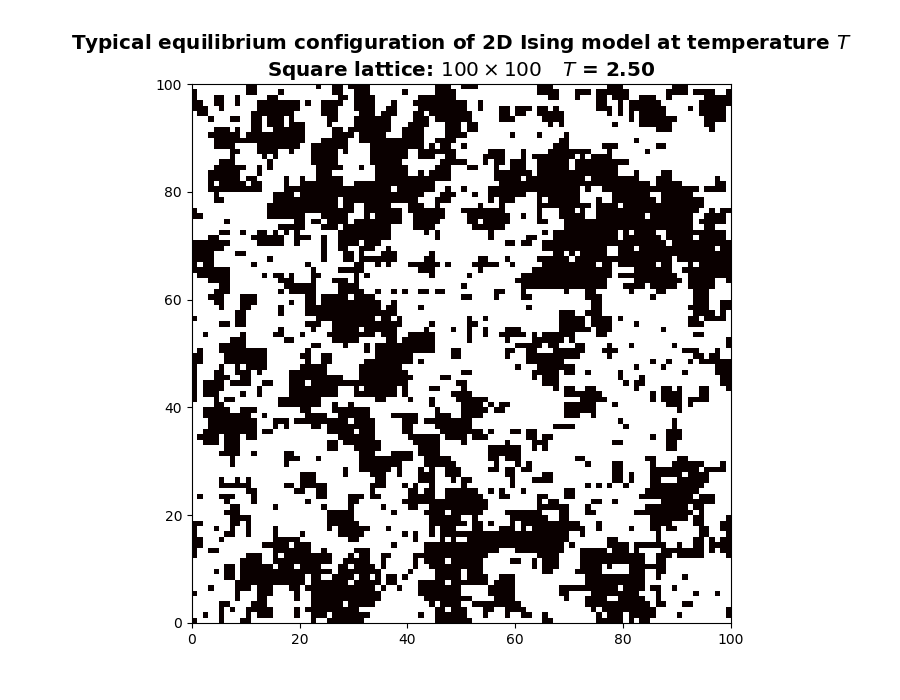 Typical equilibrium configuration of 2D Ising model at temperature T
Square lattice: 100 × 100 T = 2.50
100
80
60
40
20
0
0 20 40 60 80 100